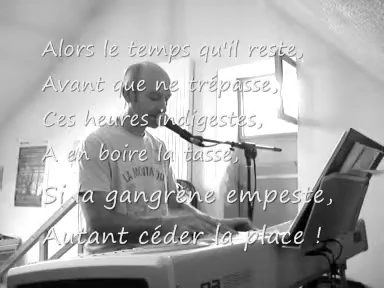 Alors le temps qu'il reste,
Avant que ne trépasse,
Ces heures indigestes,
A en boire la tasse,
Si la gangrène empeste,
Autant céder la place !